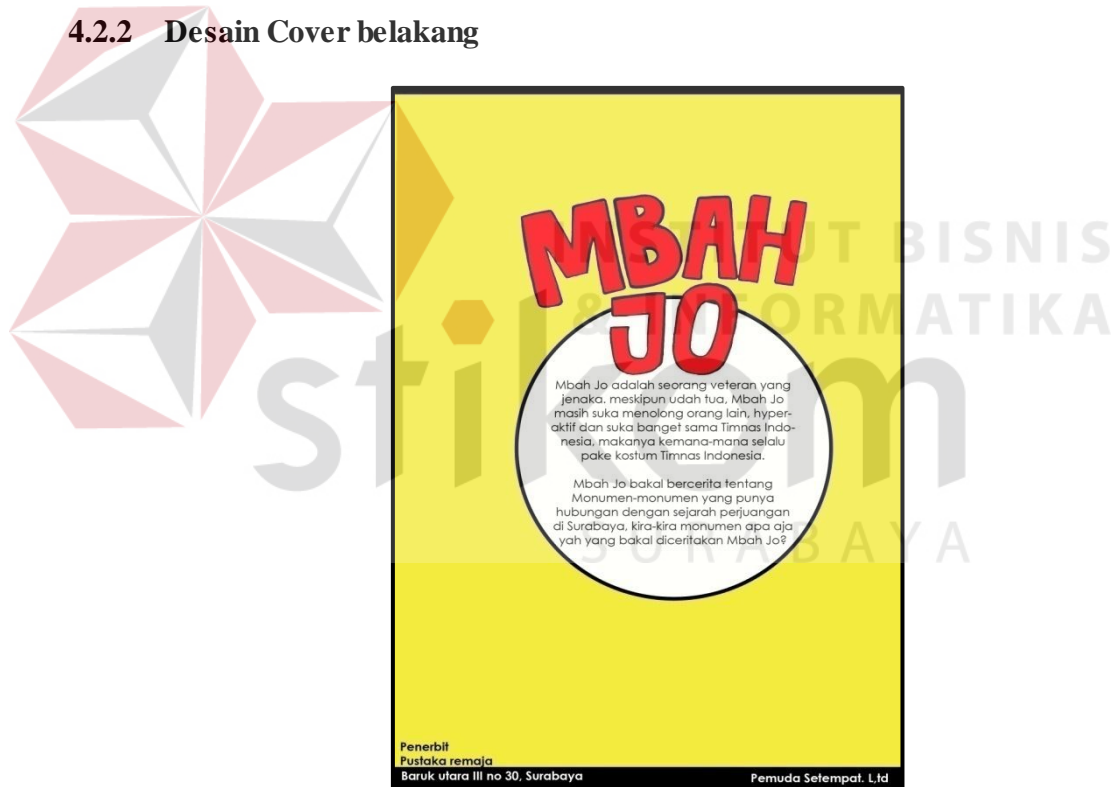 4.2.2 Desain Cover belakang
INSTITUT BISNIS
& INFORMATIKA
stikom
SURABAYA
MBAH
JO
Mbah Jo adalah seorang veteran yang
jenaka. meskipun udah tua, Mbah Jo
masih suka menolong orang lain, hyper-
aktif dan suka banget sama Timnas Indo-
nesia, makanya kemana-mana selalu
pake kostum Timnas Indonesia.
Mbah Jo bakal bercerita tentang
Monumen-monumen yang punya
hubungan dengan sejarah perjuangan
di Surabaya, kira-kira monumen apa aja
yah yang bakal diceritakan Mbah Jo?
Penerbit
Pustaka remaja
Baruk utara III no 30, Surabaya
Pemuda Setempat. L,td